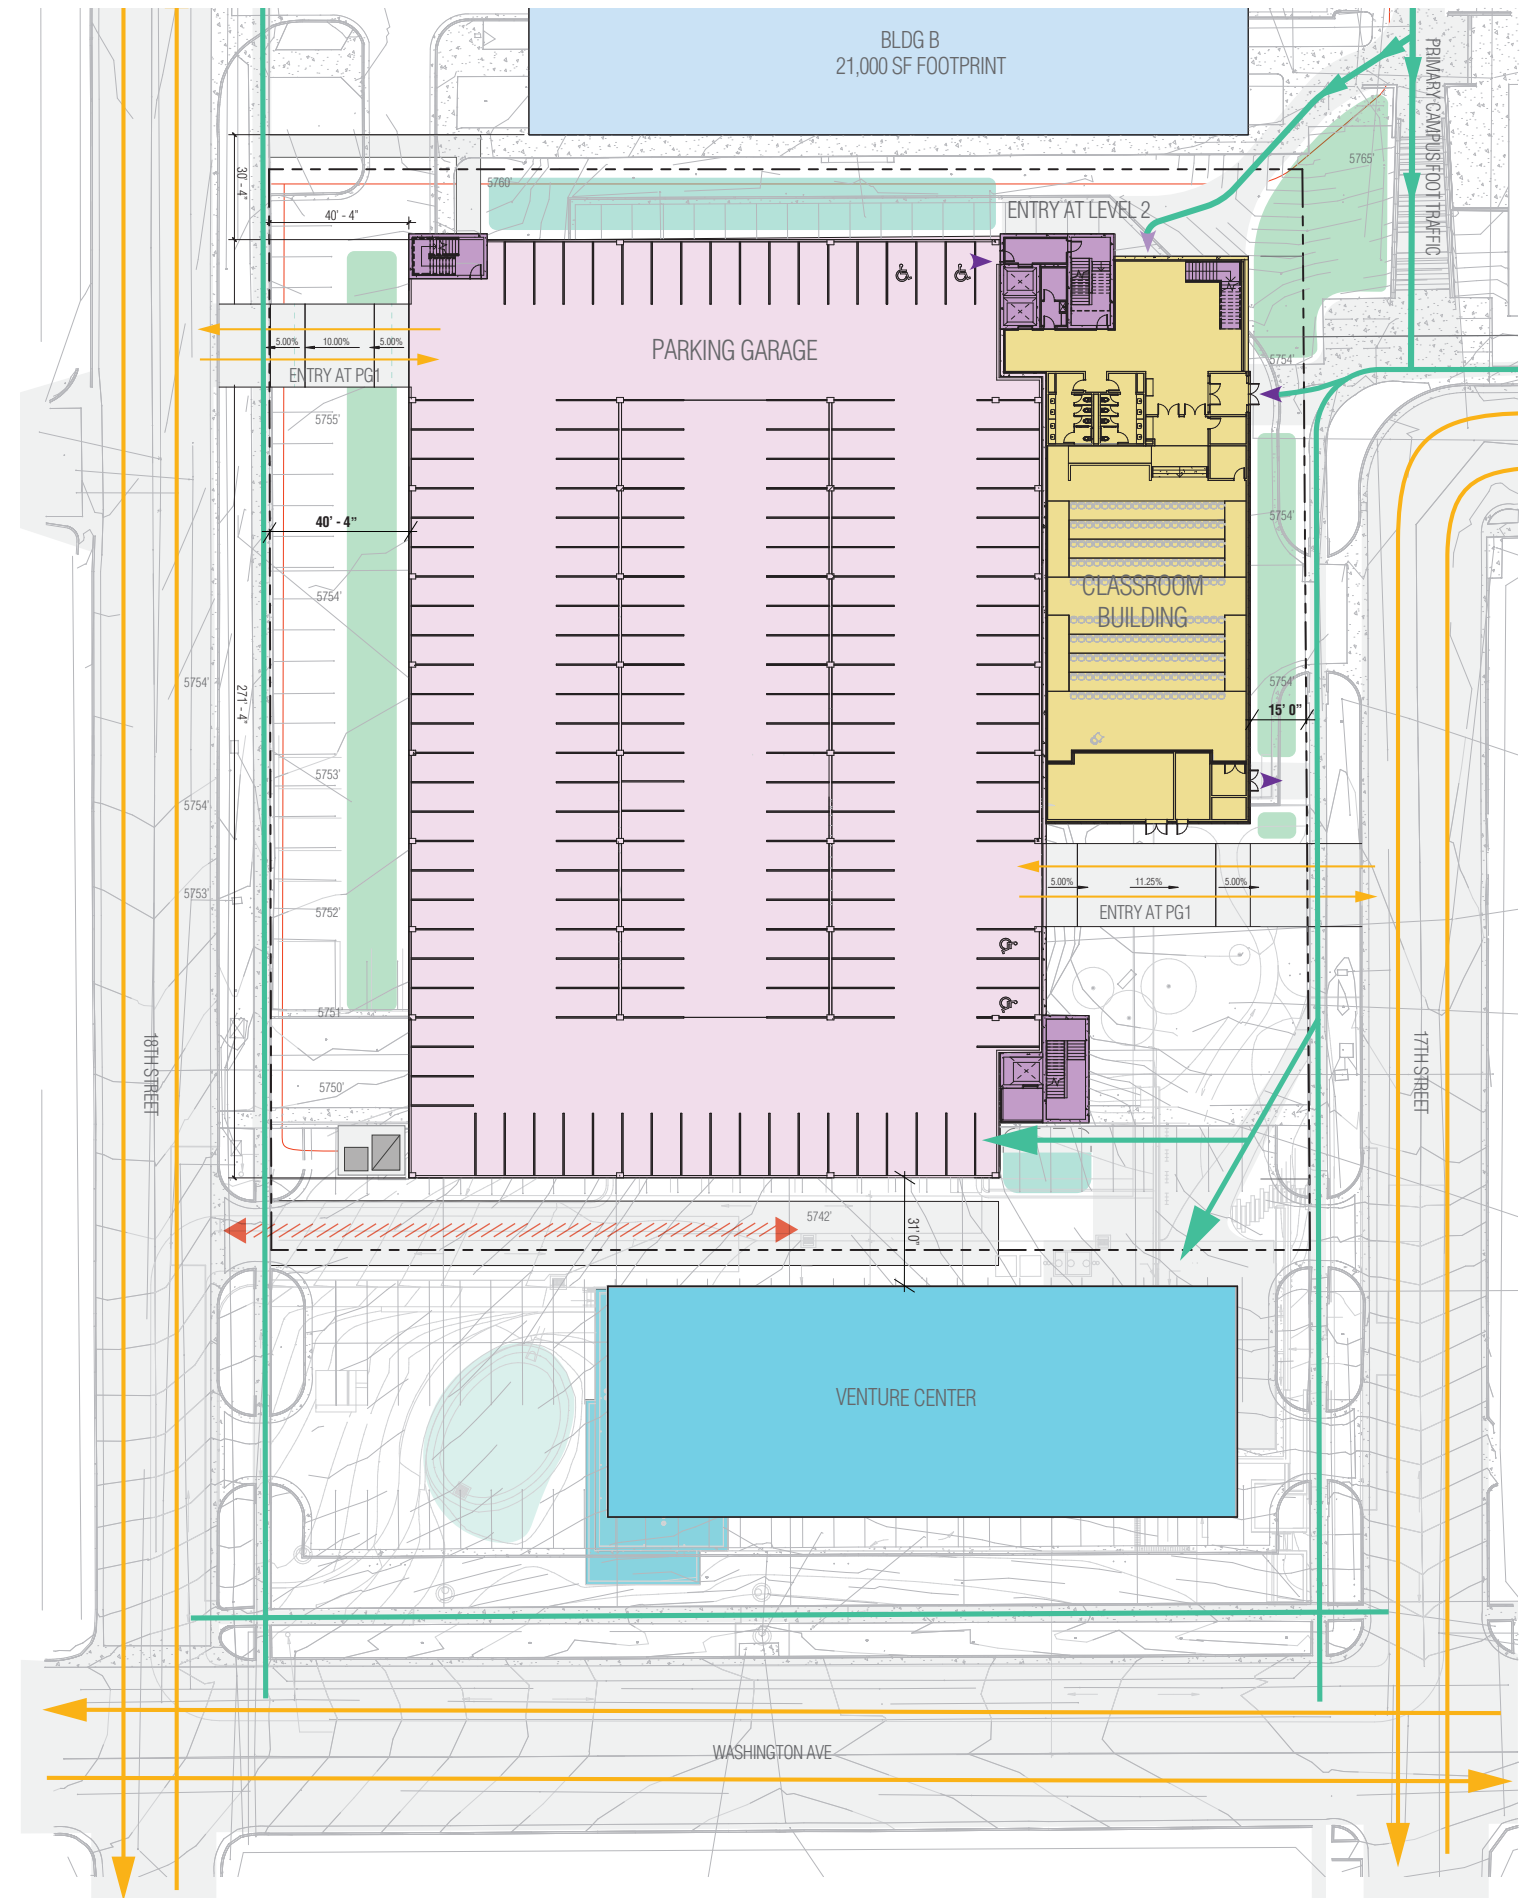 BLDG B
21,000 SF FOOTPRINT
PRIMARY CAMPUS FOOT TRAFFIC
5765'
30' - 4"
5760'
40' - 4"
ENTRY AT LEVEL 2
PARKING GARAGE
5.00%
10.00%
5.00%
ENTRY AT PG1
5754'
5755'
40' - 4"
5754'
5754'
CLASSROOM
BUILDING
5754'
5754'
271' - 4"
15' 0"
5753'
5754'
5753'
5752'
5.00%
11.25%
5.00%
ENTRY AT PG1
5751'
18TH STREET
17TH STREET
5750'
5742'
31' 0"
VENTURE CENTER
WASHINGTON AVE